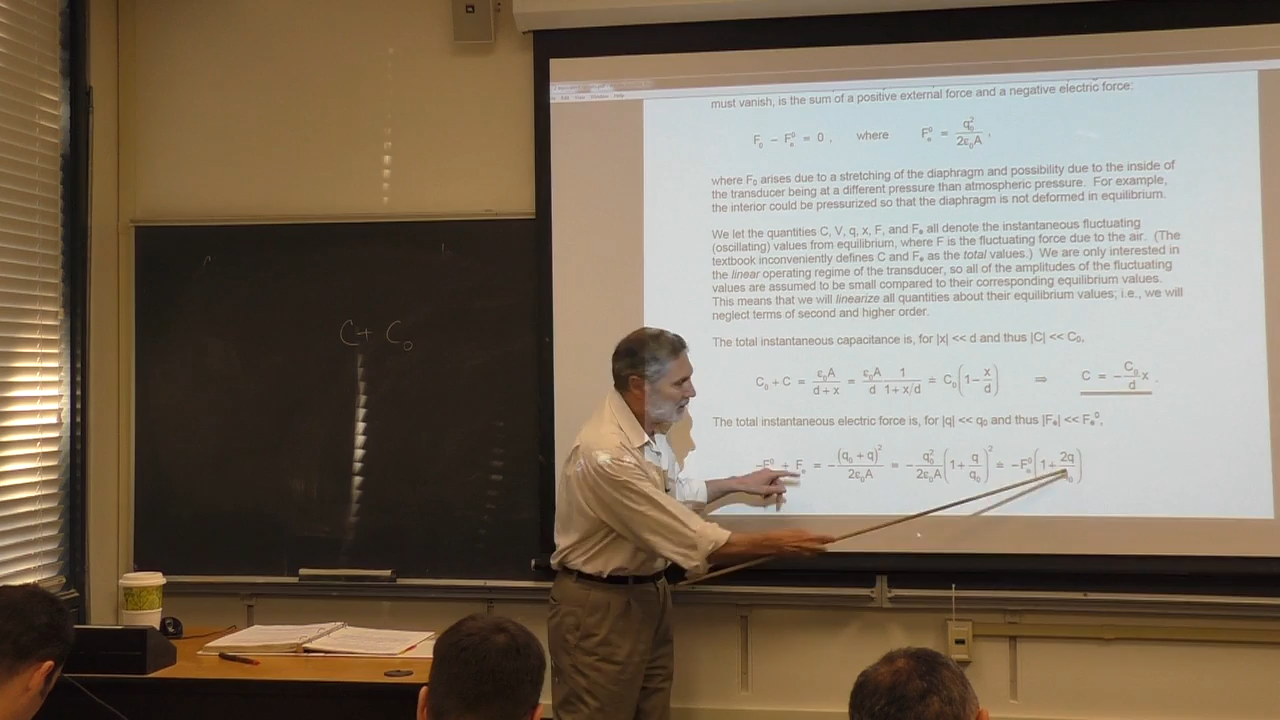 must vanish, is the sum of a positive external force and a negative electric force:
F₀ − Fₑ⁰ = 0 , where Fₑ⁰ = q₀² / 2ε₀A ,
where F₀ arises due to a stretching of the diaphragm and possibility due to the inside of
the transducer being at a different pressure than atmospheric pressure. For example,
the interior could be pressurized so that the diaphragm is not deformed in equilibrium.
We let the quantities C, V, q, x, F, and Fₑ all denote the instantaneous fluctuating
(oscillating) values from equilibrium, where F is the fluctuating force due to the air. (The
textbook inconveniently defines C and Fₑ as the total values.) We are only interested in
the linear operating regime of the transducer, so all of the amplitudes of the fluctuating
values are assumed to be small compared to their corresponding equilibrium values.
This means that we will linearize all quantities about their equilibrium values; i.e., we will
neglect terms of second and higher order.
The total instantaneous capacitance is, for |x| << d and thus |C| << C₀,
C₀ + C = ε₀A / (d + x) = (ε₀A / d) (1 / (1 + x/d)) = C₀(1 − x/d) ⇒ C = −(C₀/d) x .
The total instantaneous electric force is, for |q| << q₀ and thus |Fₑ| << Fₑ⁰,
−Fₑ⁰ + Fₑ = −(q₀ + q)² / 2ε₀A = −(q₀² / 2ε₀A) (1 + q/q₀)² = −Fₑ⁰(1 + 2q/q₀)
C + C₀